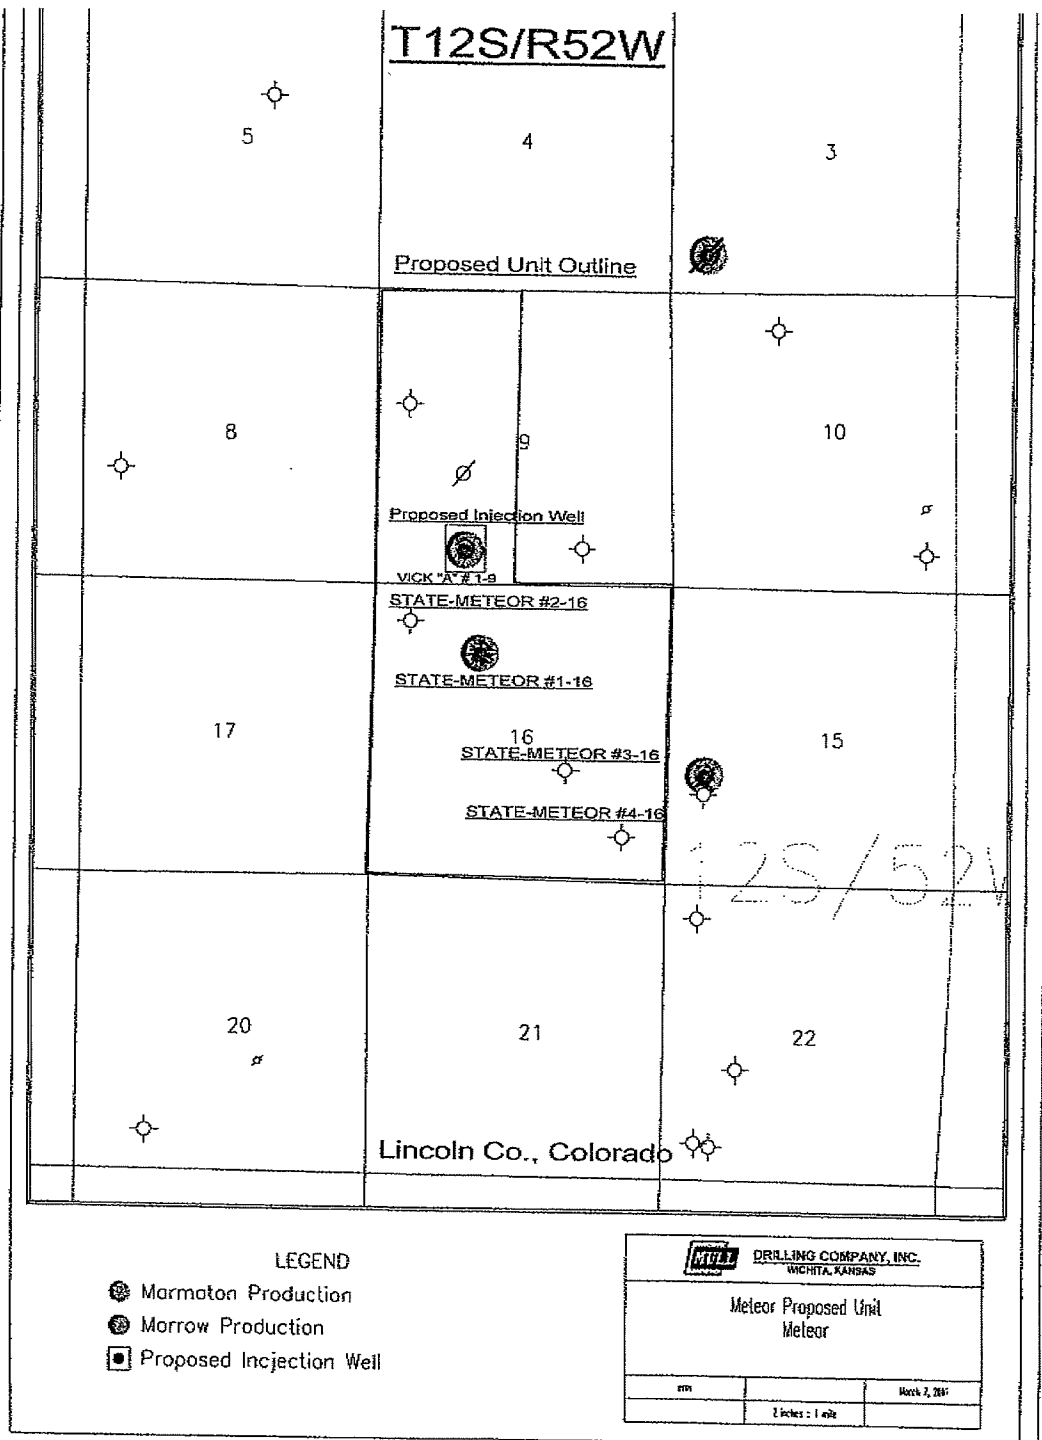 T12S/R52W
5
4
3
Proposed Unit Outline
8
9
10
Proposed Injection Well
VICK "A" # 1-9
STATE-METEOR #2-16
STATE-METEOR #1-16
17
16
15
STATE-METEOR #3-16
STATE-METEOR #4-16
12S/52W
20
21
22
Lincoln Co., Colorado
LEGEND
Marmaton Production
Morrow Production
Proposed Incjection Well
MULL DRILLING COMPANY, INC.
WICHITA, KANSAS
Meteor Proposed Unit
Meteor
2 inches : 1 mile